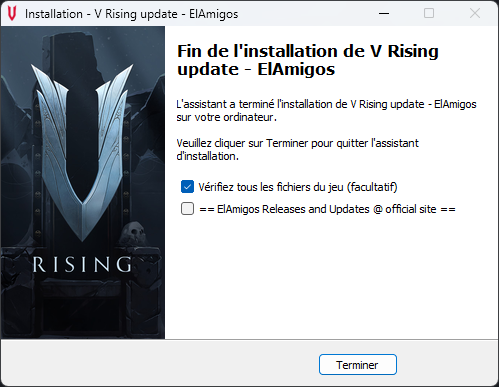 Installation - V Rising update - ElAmigos
Fin de l'installation de V Rising
update - ElAmigos
L'assistant a terminé l'installation de V Rising update - ElAmigos
sur votre ordinateur.
Veuillez cliquer sur Terminer pour quitter l'assistant
d'installation.
Vérifiez tous les fichiers du jeu (facultatif)
== ElAmigos Releases and Updates @ official site ==
RISING
Terminer